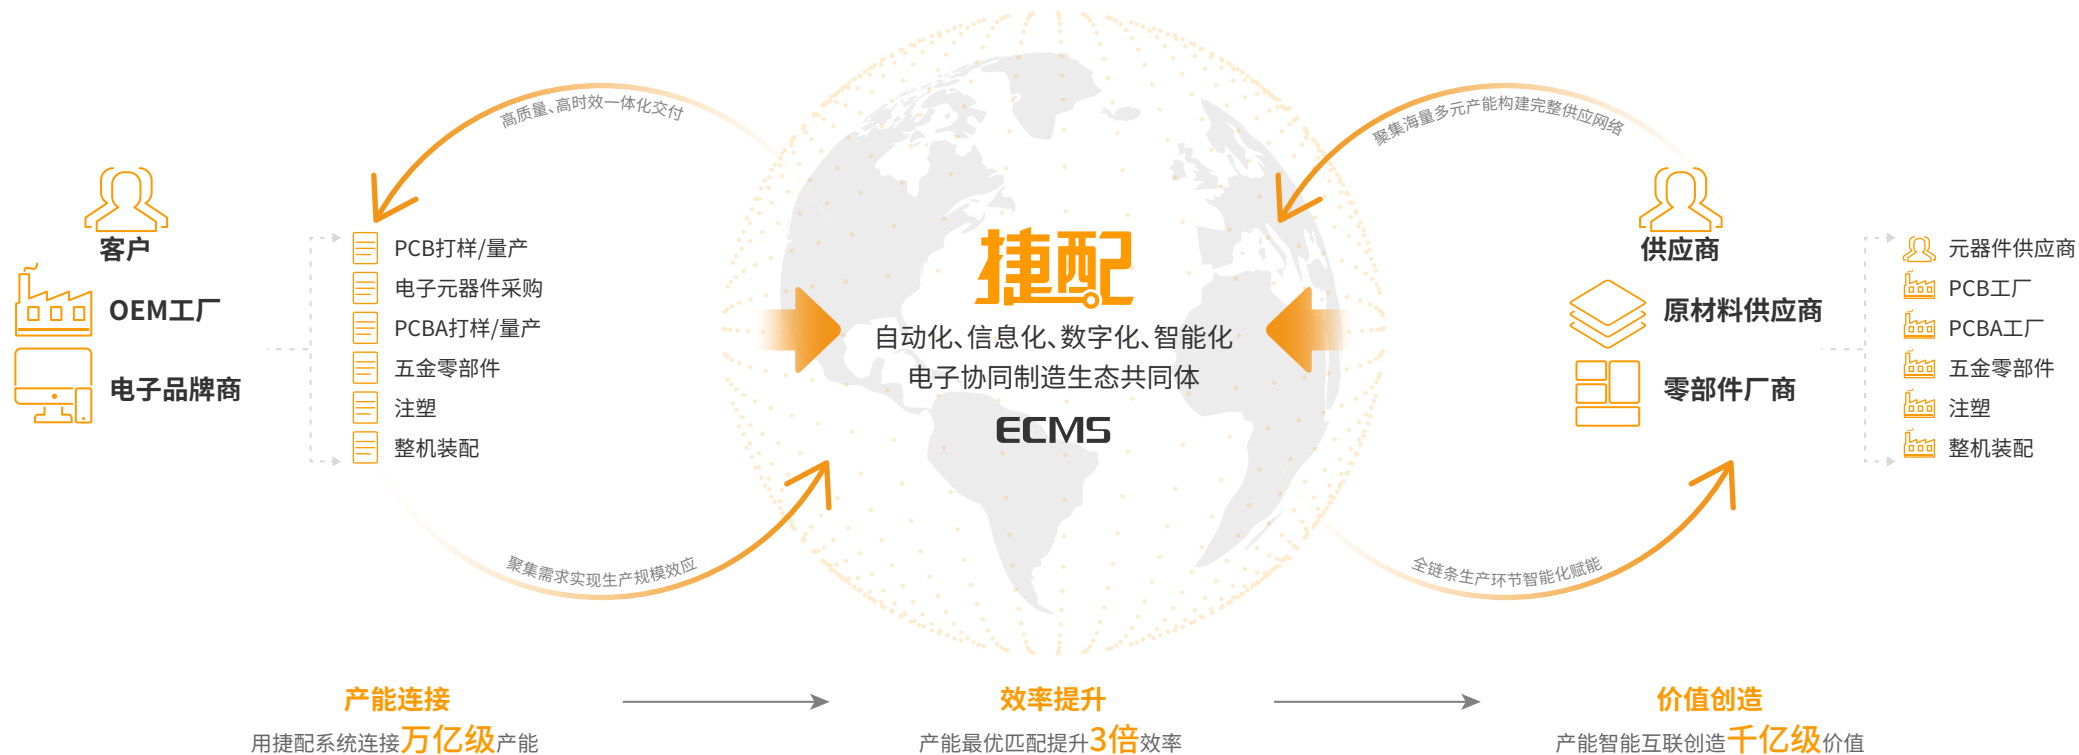 高质量、高时效一体化交付
聚集海量多元产能构建完整供应网络
客户
OEM工厂
电子品牌商
PCB打样/量产
电子元器件采购
PCBA打样/量产
五金零部件
注塑
整机装配
捷配
自动化、信息化、数字化、智能化
电子协同制造生态共同体
ECMS
供应商
原材料供应商
零部件厂商
元器件供应商
PCB工厂
PCBA工厂
五金零部件
注塑
整机装配
聚集需求实现生产规模效应
全链条生产环节智能化赋能
产能连接
用捷配系统连接万亿级产能
效率提升
产能最优匹配提升3倍效率
价值创造
产能智能互联创造千亿级价值